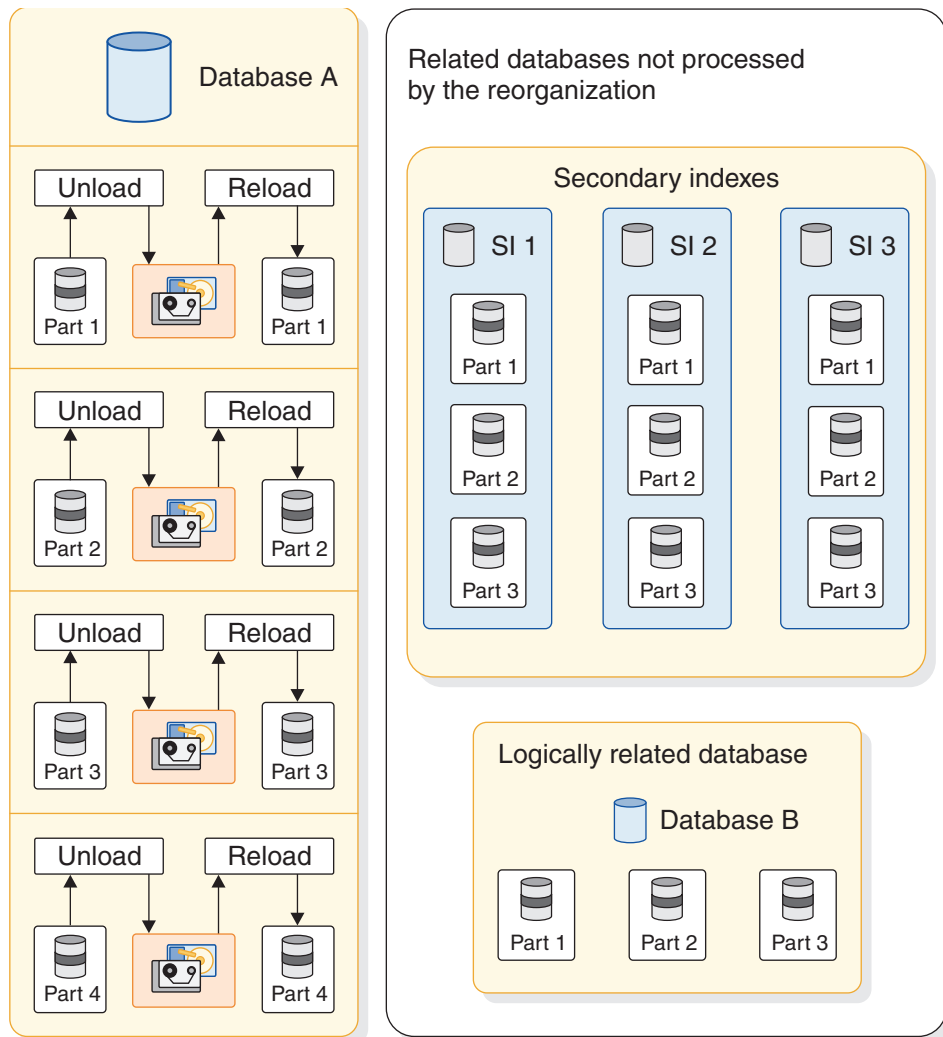 Database A
Unload
Reload
Part 1
Part 1
Unload
Reload
Part 2
Part 2
Unload
Reload
Part 3
Part 3
Unload
Reload
Part 4
Part 4
Related databases not processed
by the reorganization
Secondary indexes
SI 1
SI 2
SI 3
Part 1
Part 1
Part 1
Part 2
Part 2
Part 2
Part 3
Part 3
Part 3
Logically related database
Database B
Part 1
Part 2
Part 3